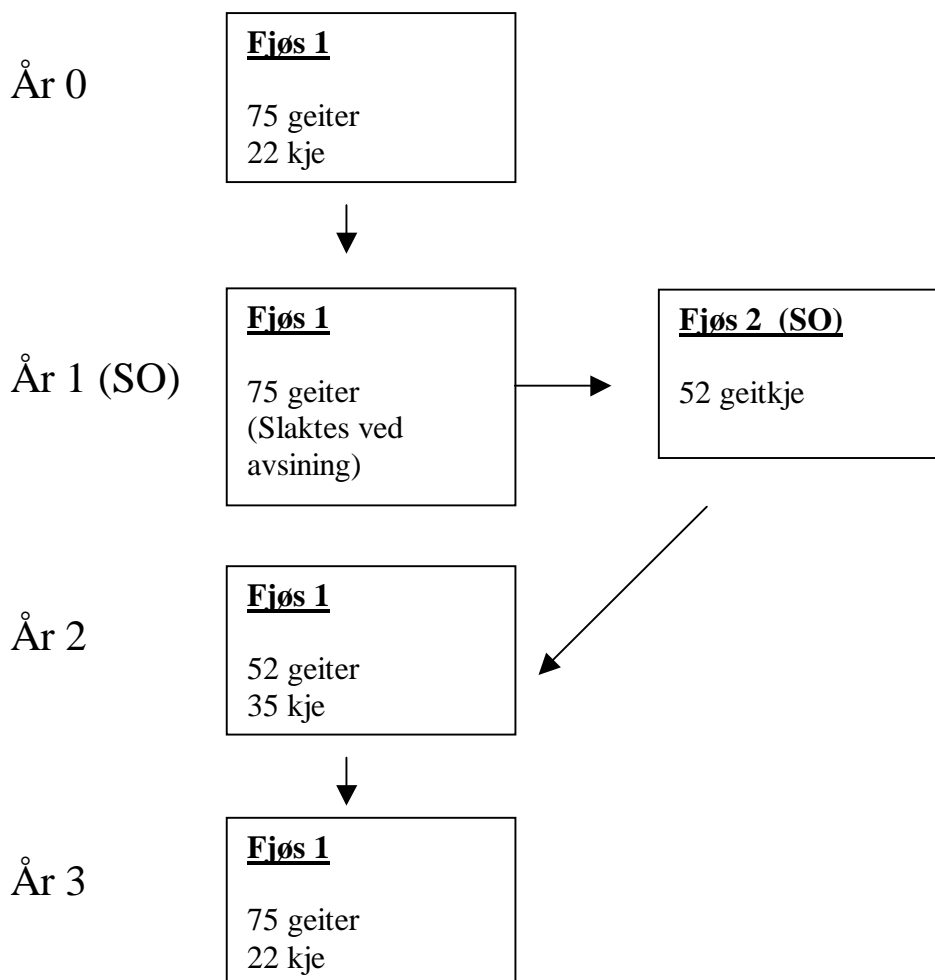 År 0
Fjøs 1
75 geiter
22 kje
År 1 (SO)
Fjøs 1
75 geiter
(Slaktes ved
avsining)
Fjøs 2 (SO)
52 geitkje
År 2
Fjøs 1
52 geiter
35 kje
År 3
Fjøs 1
75 geiter
22 kje